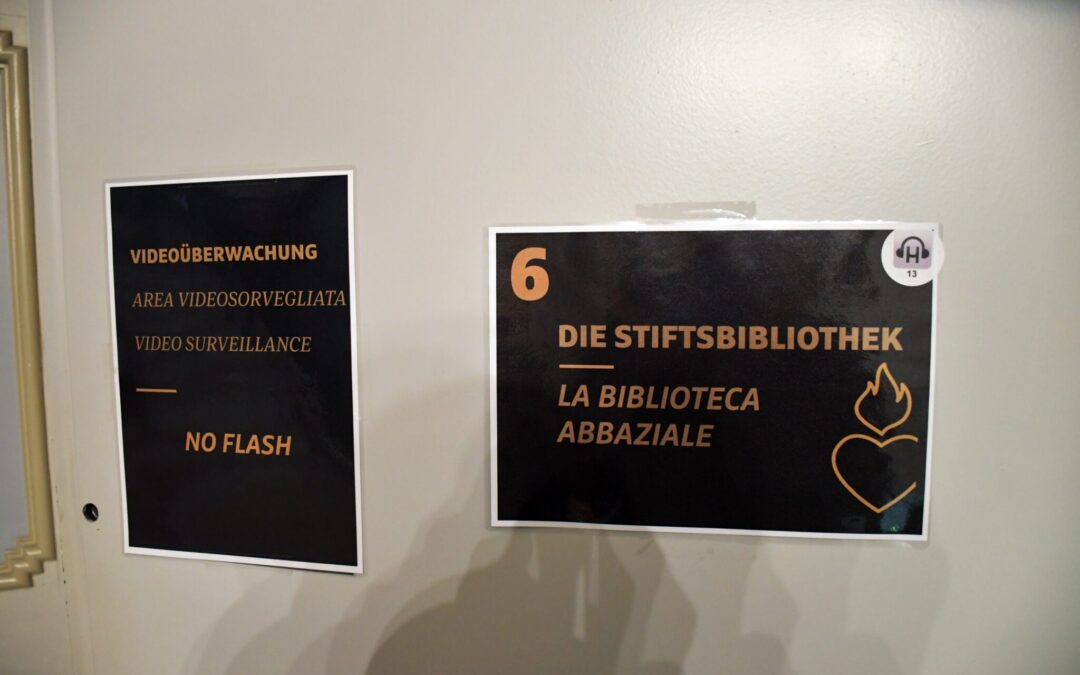 VIDEOÜBERWACHUNG
AREA VIDEOSORVEGLIATA
VIDEO SURVEILLANCE
NO FLASH
6
H
13
DIE STIFTSBIBLIOTHEK
LA BIBLIOTECA
ABBAZIALE